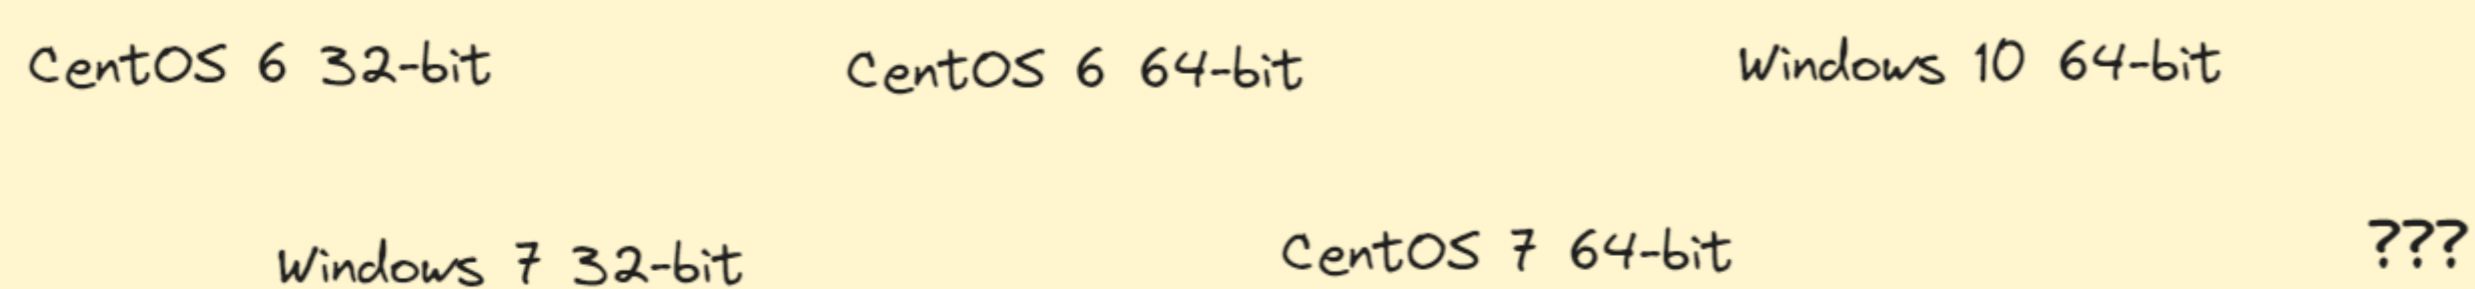 CentOS 6 32-bit
CentOS 6 64-bit
Windows 10 64-bit
Windows 7 32-bit
CentOS 7 64-bit
???